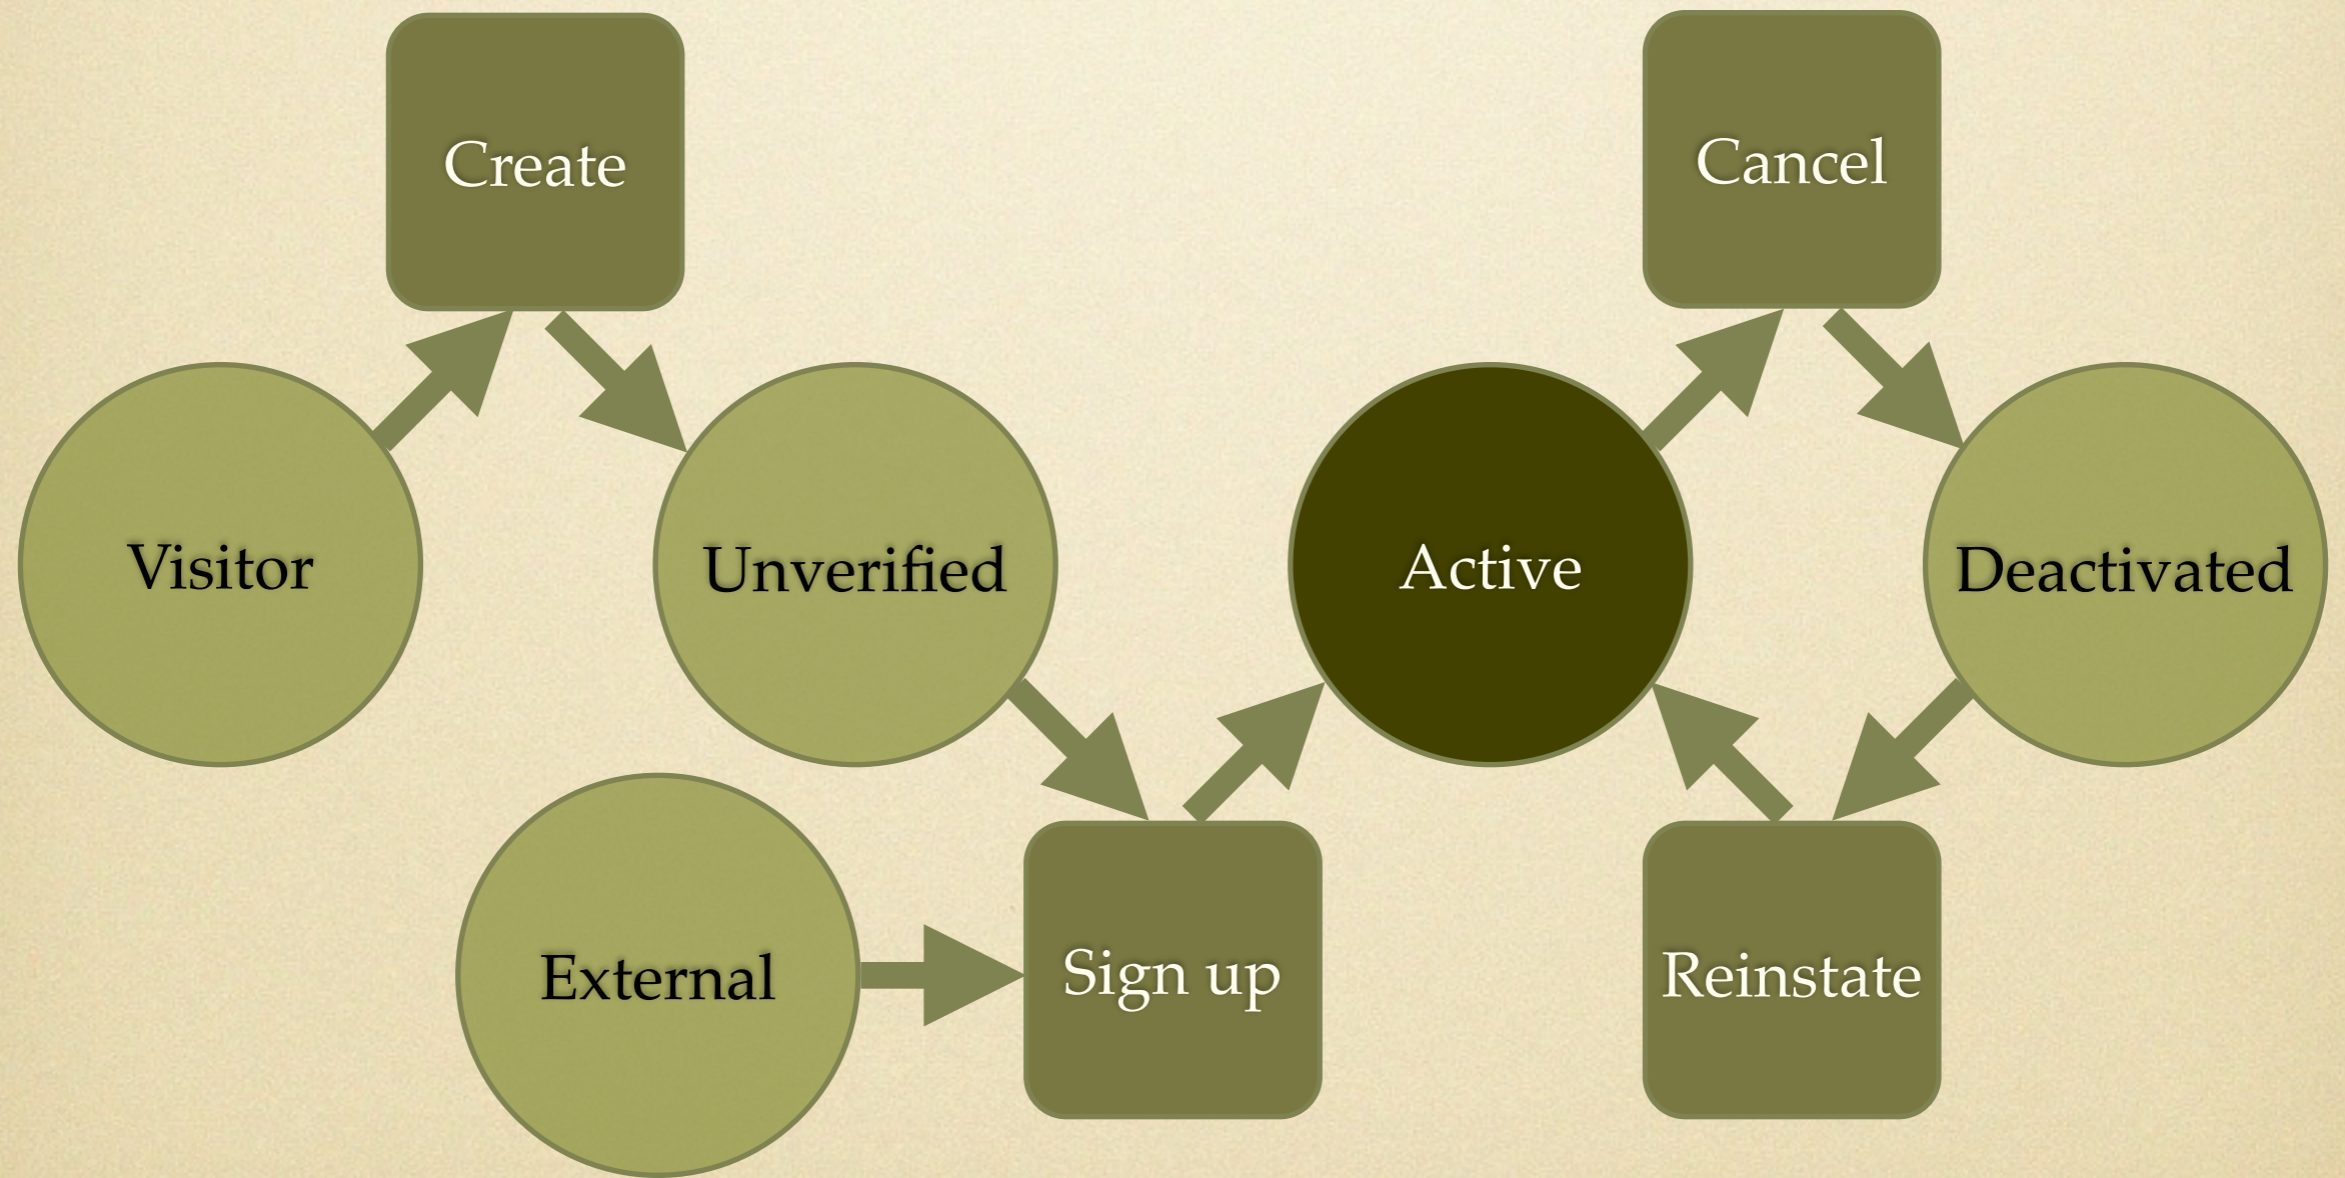 Create
Cancel
Visitor
Unverified
Active
Deactivated
External
Sign up
Reinstate